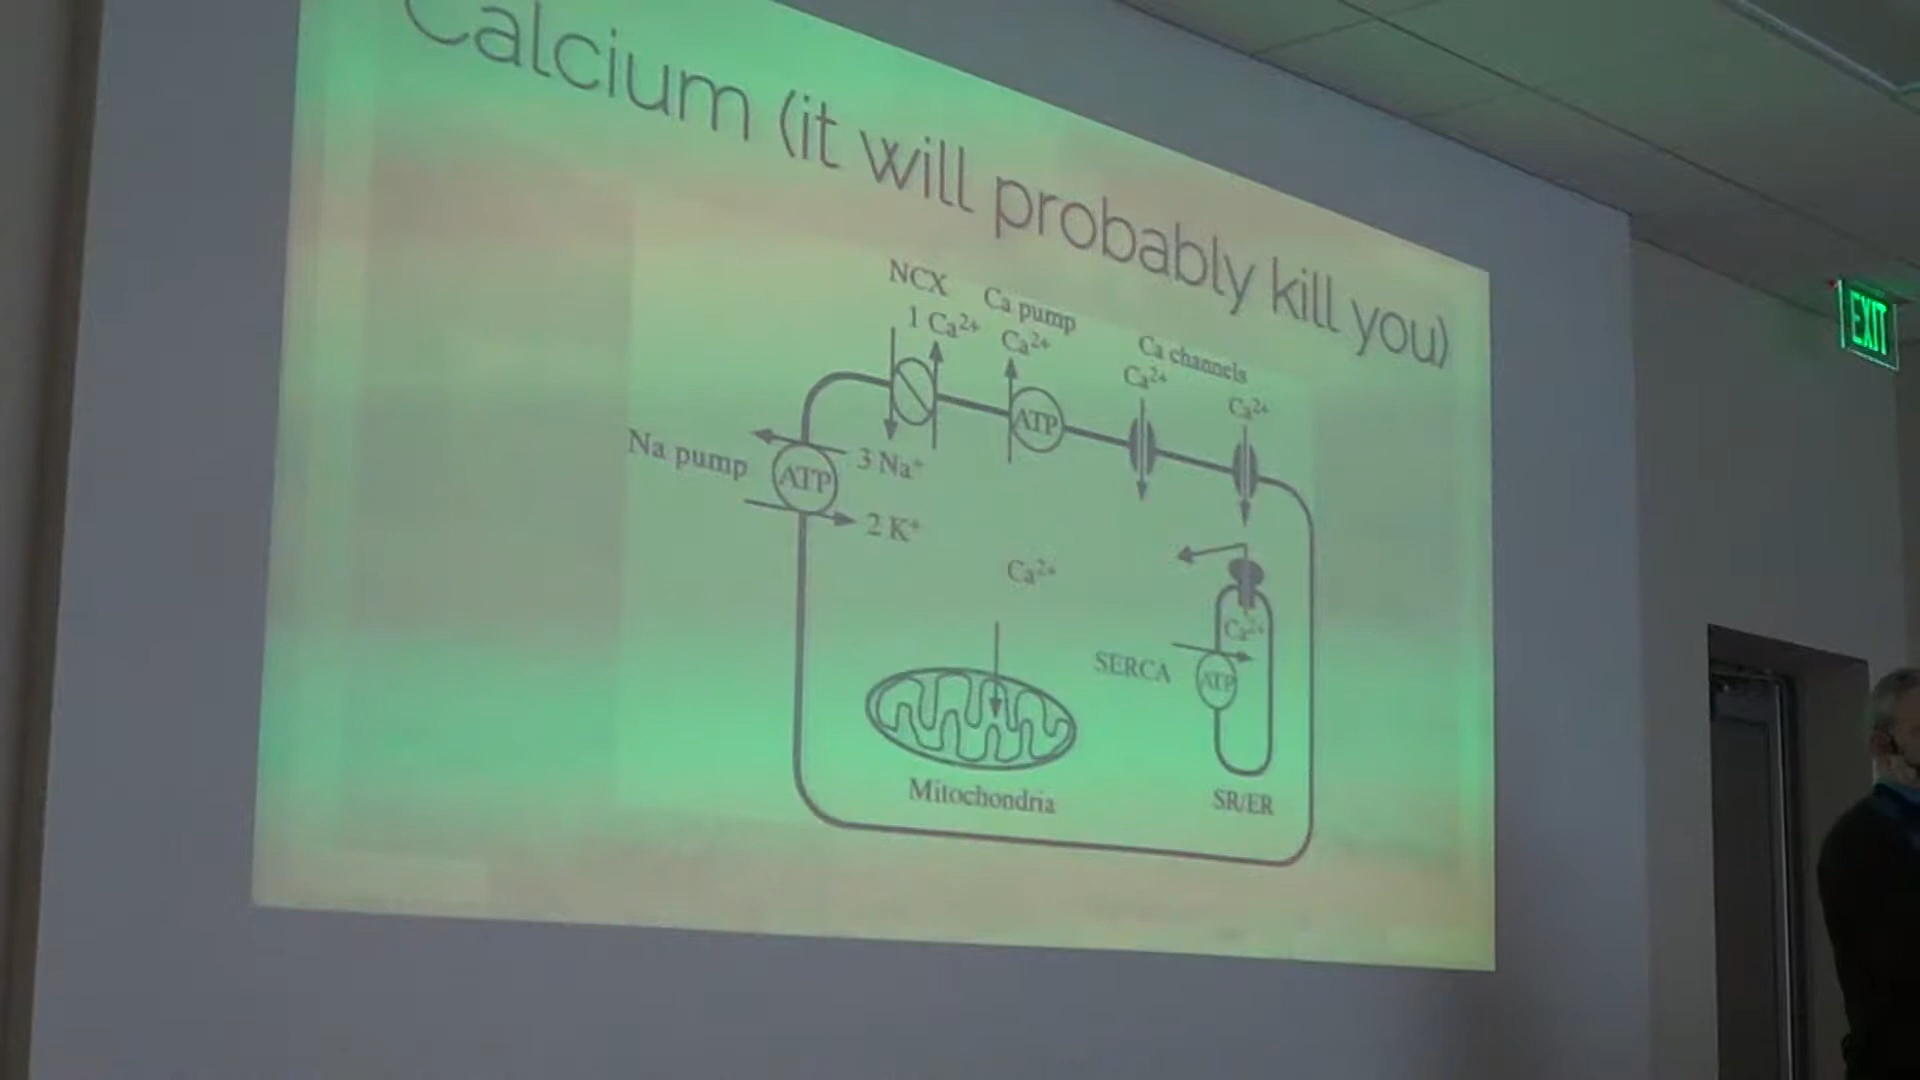 Calcium (it will probably kill you)
NCX
1 Ca²⁺
Ca pump
Ca²⁺
Ca channels
Ca²⁺
Ca²⁺
Na pump
ATP
3 Na⁺
2 K⁺
ATP
Ca²⁺
Ca²⁺
SERCA
ATP
Mitochondria
SR/ER
EXIT